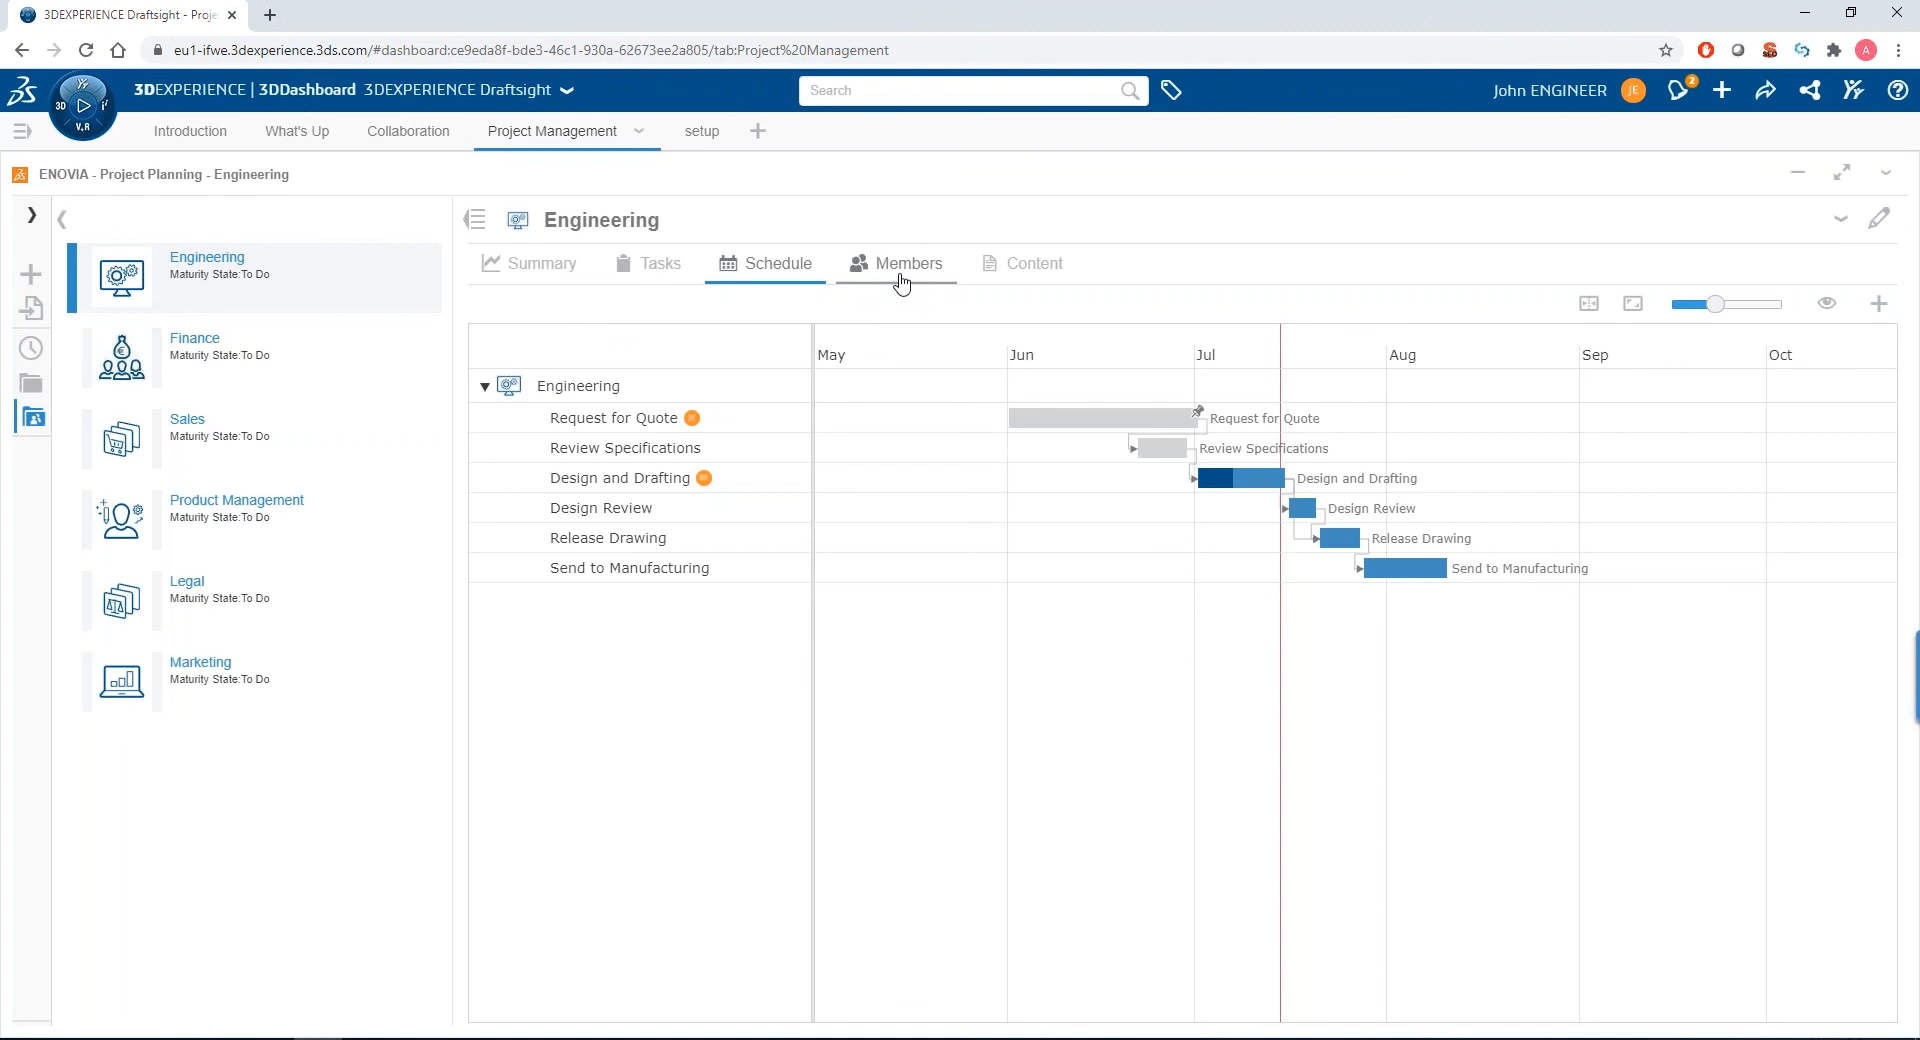 3DEXPERIENCE Draftsight - Proje
eu1-ifwe.3dexperience.3ds.com/#dashboard:ce9eda8f-bde3-46c1-930a-62673ee2a805/tab:Project%20Management
A
3DEXPERIENCE | 3DDashboard 3DEXPERIENCE Draftsight
Search
John ENGINEER
JE
2
3D
V.R
Introduction
What's Up
Collaboration
Project Management
setup
ENOVIA - Project Planning - Engineering
Engineering
Maturity State:To Do
Finance
Maturity State:To Do
Sales
Maturity State:To Do
Product Management
Maturity State:To Do
Legal
Maturity State:To Do
Marketing
Maturity State:To Do
Engineering
Summary
Tasks
Schedule
Members
Content
May Jun Jul Aug Sep Oct
Engineering
Request for Quote
Request for Quote
Review Specifications
Review Specifications
Design and Drafting
Design and Drafting
Design Review
Design Review
Release Drawing
Release Drawing
Send to Manufacturing
Send to Manufacturing